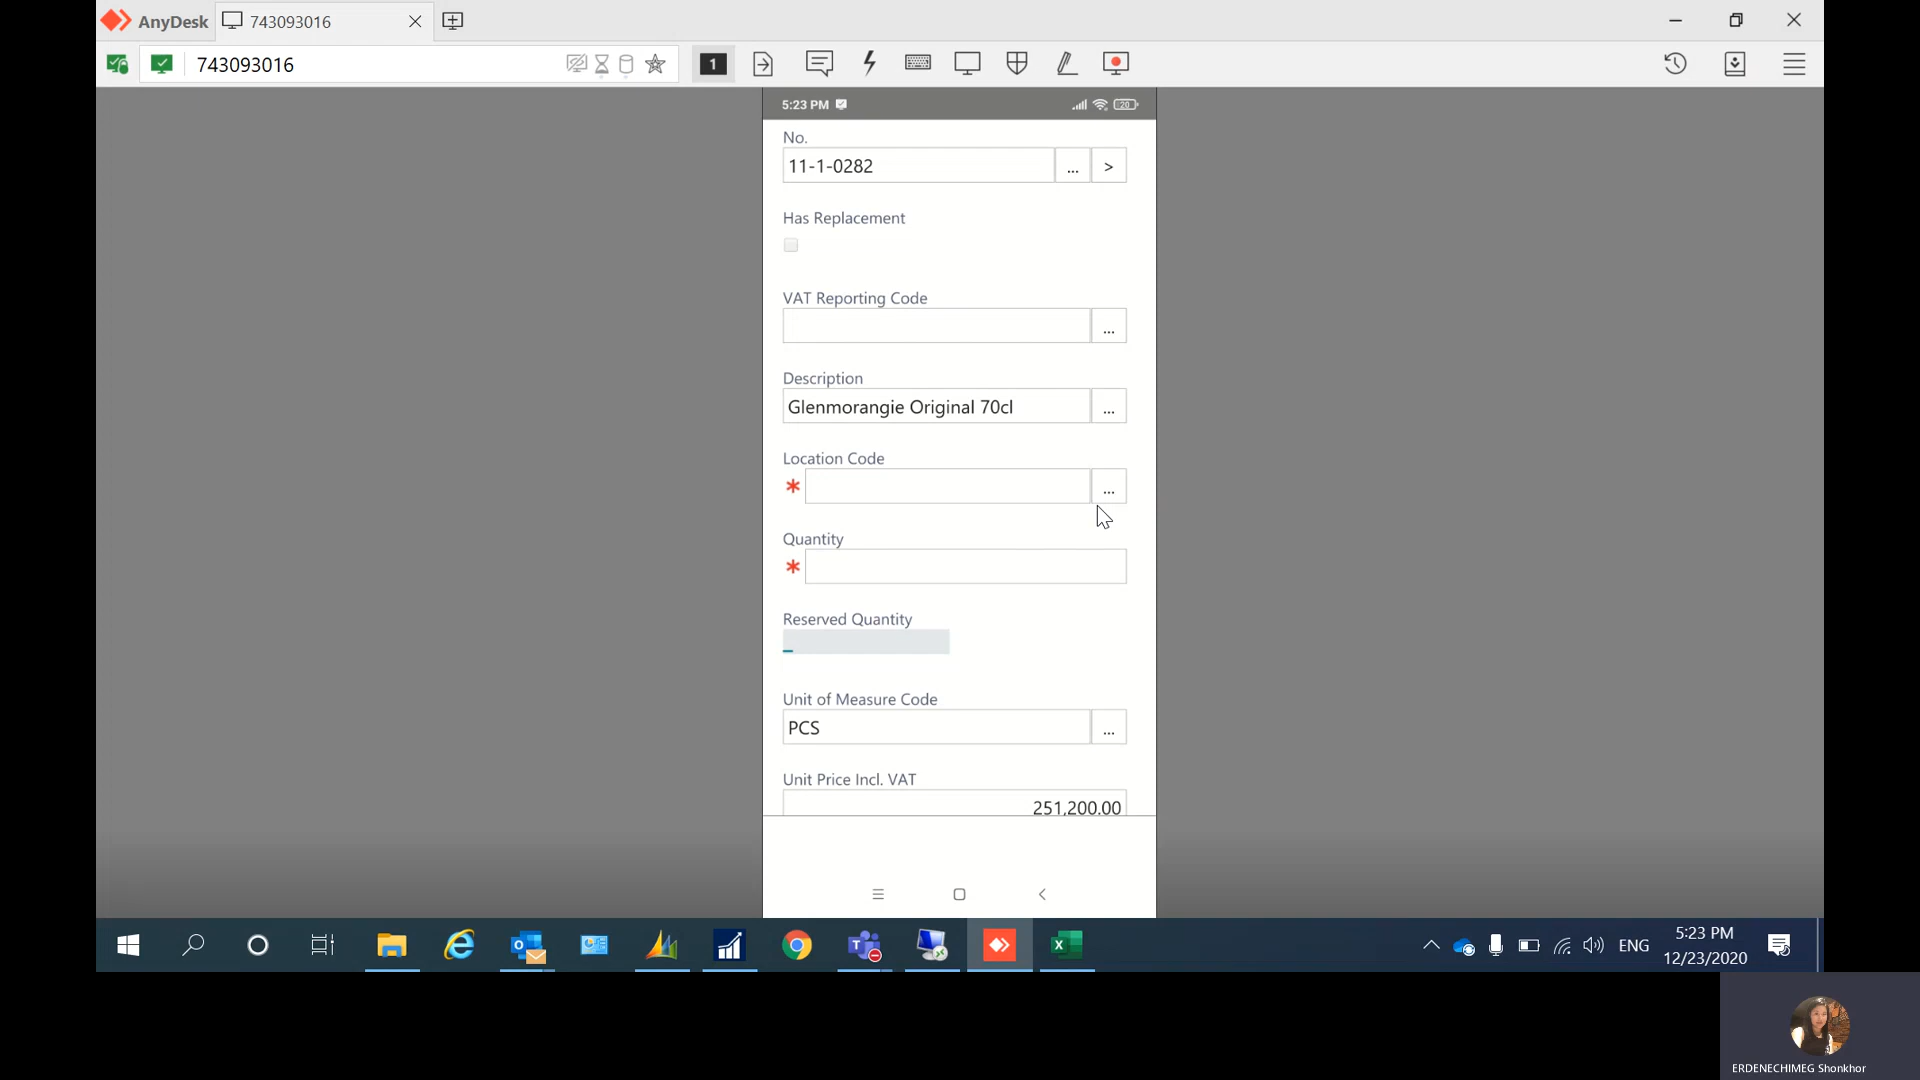 AnyDesk 743093016
743093016 1
5:23 PM 20
No.
11-1-0282 ... >
Has Replacement
VAT Reporting Code
...
Description
Glenmorangie Original 70cl ...
Location Code
* ...
Quantity
*
Reserved Quantity
_
Unit of Measure Code
PCS ...
Unit Price Incl. VAT
251,200.00
ENG 5:23 PM
12/23/2020
ERDENECHIMEG Shonkhor